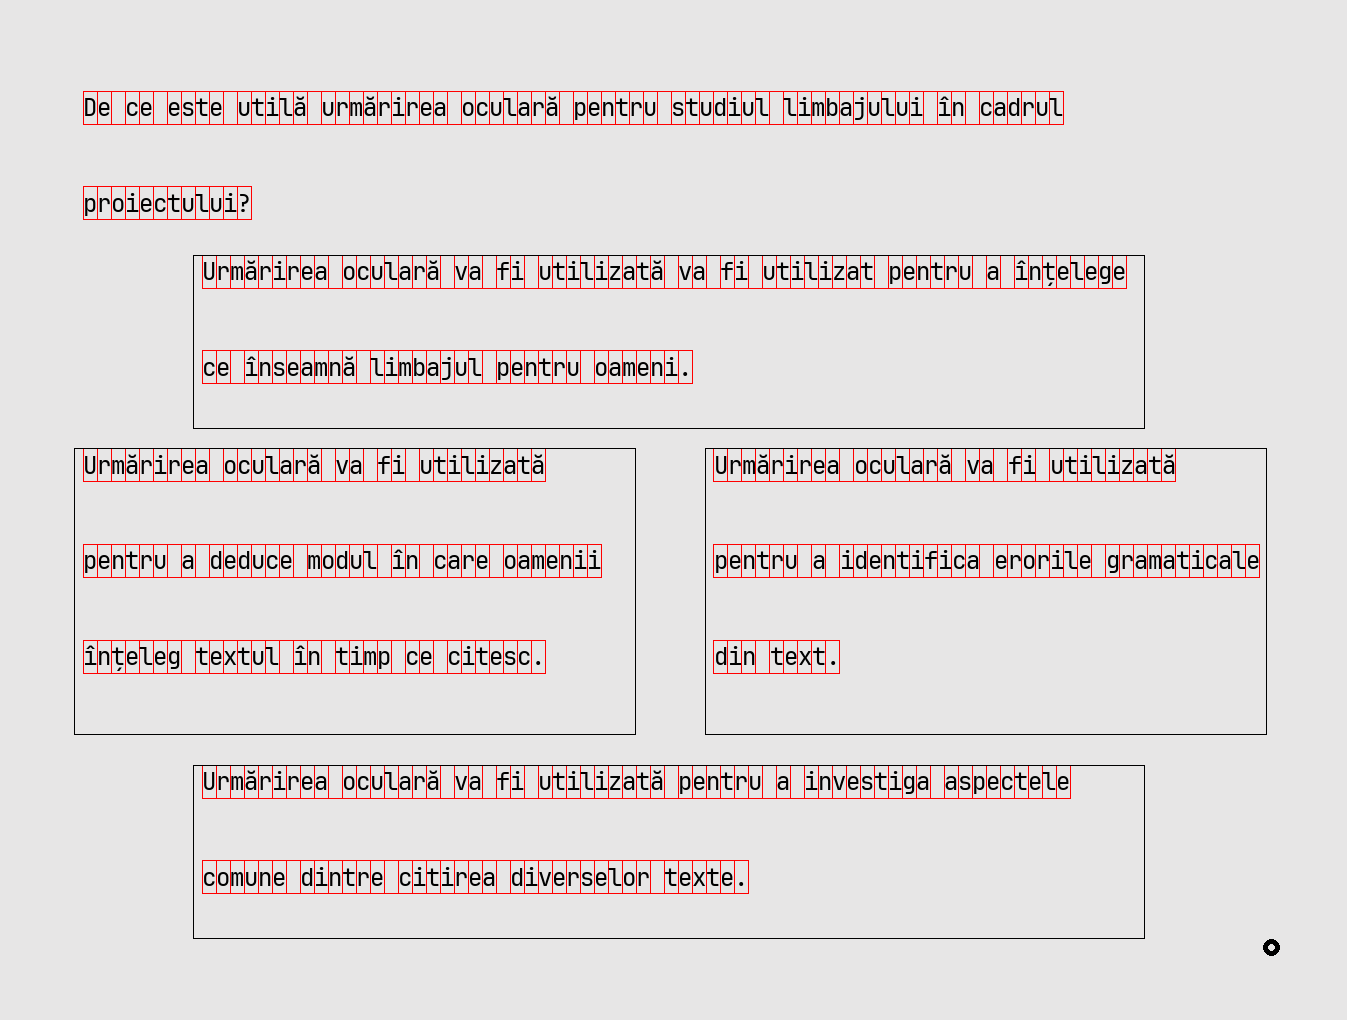 De ce este utilă urmărirea oculară pentru studiul limbajului în cadrul
proiectului?
Urmărirea oculară va fi utilizată va fi utilizat pentru a înțelege
ce înseamnă limbajul pentru oameni.
Urmărirea oculară va fi utilizată
pentru a deduce modul în care oamenii
înțeleg textul în timp ce citesc.
Urmărirea oculară va fi utilizată
pentru a identifica erorile gramaticale
din text.
Urmărirea oculară va fi utilizată pentru a investiga aspectele
comune dintre citirea diverselor texte.